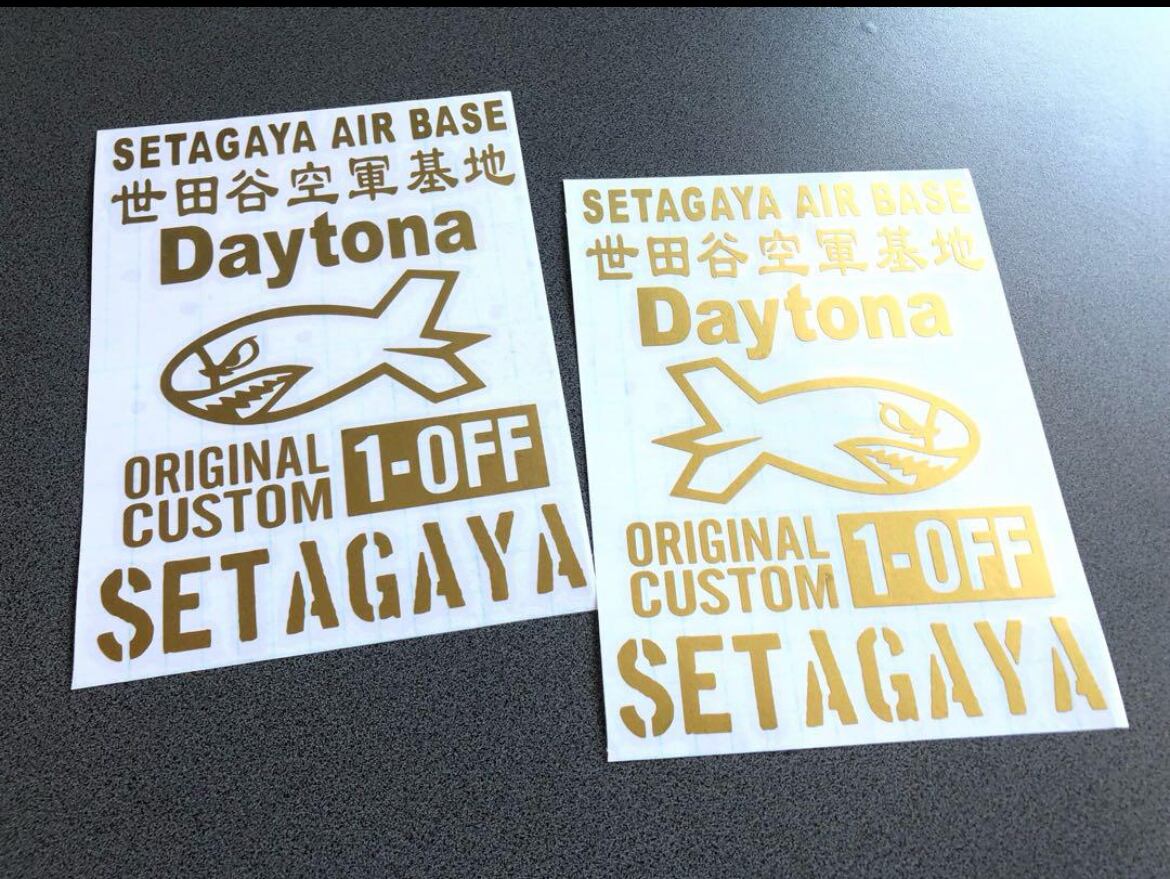 SETAGAYA AIR BASE
世田谷空軍基地
Daytona
ORIGINAL
CUSTOM
1-OFF
SETAGAYA
SETAGAYA AIR BASE
世田谷空軍基地
Daytona
ORIGINAL
CUSTOM
1-OFF
SETAGAYA